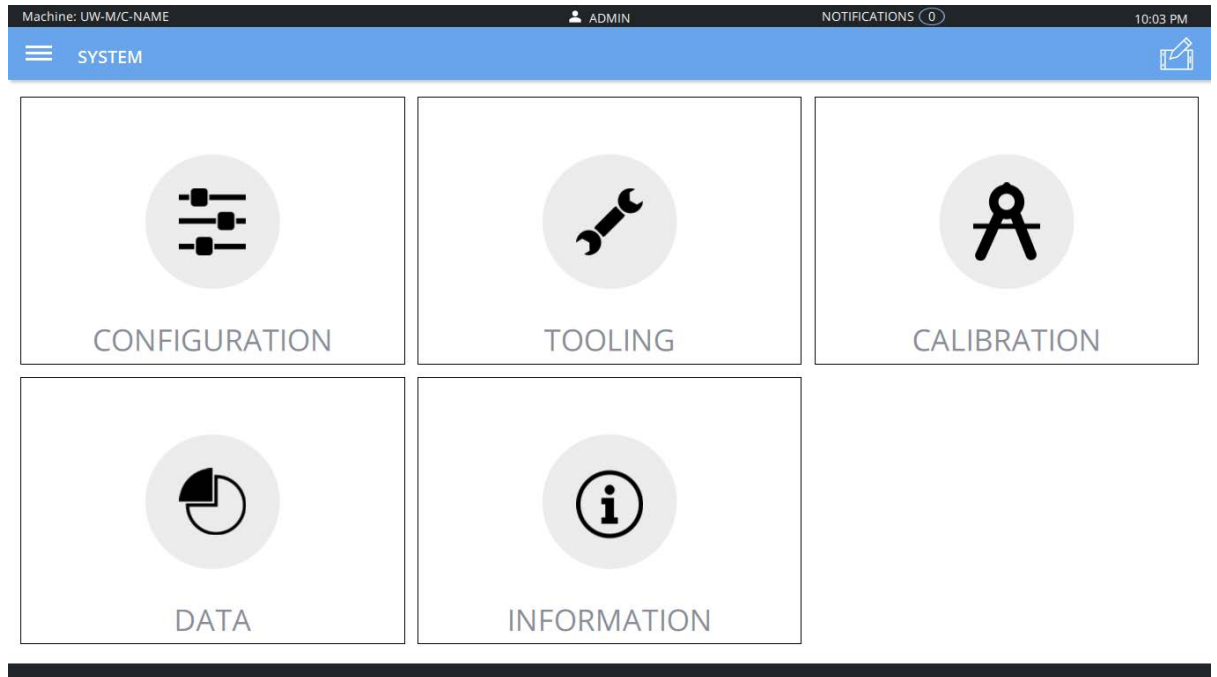 Machine: UW-M/C-NAME ADMIN NOTIFICATIONS 0 10:03 PM
SYSTEM
CONFIGURATION TOOLING CALIBRATION
DATA INFORMATION